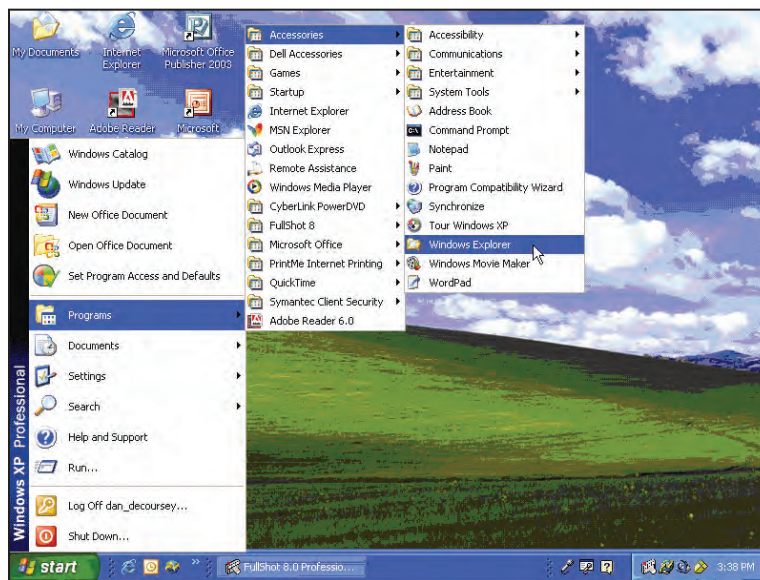 My Documents
Internet Explorer
Microsoft Office Publisher 2003
My Computer
Adobe Reader
Microsoft
Windows Catalog
Windows Update
New Office Document
Open Office Document
Set Program Access and Defaults
Programs
Documents
Settings
Search
Help and Support
Run...
Log Off dan_decoursey...
Shut Down...
Windows XP Professional
Accessories
Dell Accessories
Games
Startup
Internet Explorer
MSN Explorer
Outlook Express
Remote Assistance
Windows Media Player
CyberLink PowerDVD
FullShot 8
Microsoft Office
PrintMe Internet Printing
QuickTime
Symantec Client Security
Adobe Reader 6.0
Accessibility
Communications
Entertainment
System Tools
Address Book
Command Prompt
Notepad
Paint
Program Compatibility Wizard
Synchronize
Tour Windows XP
Windows Explorer
Windows Movie Maker
WordPad
start
FullShot 8.0 Professio...
3:38 PM